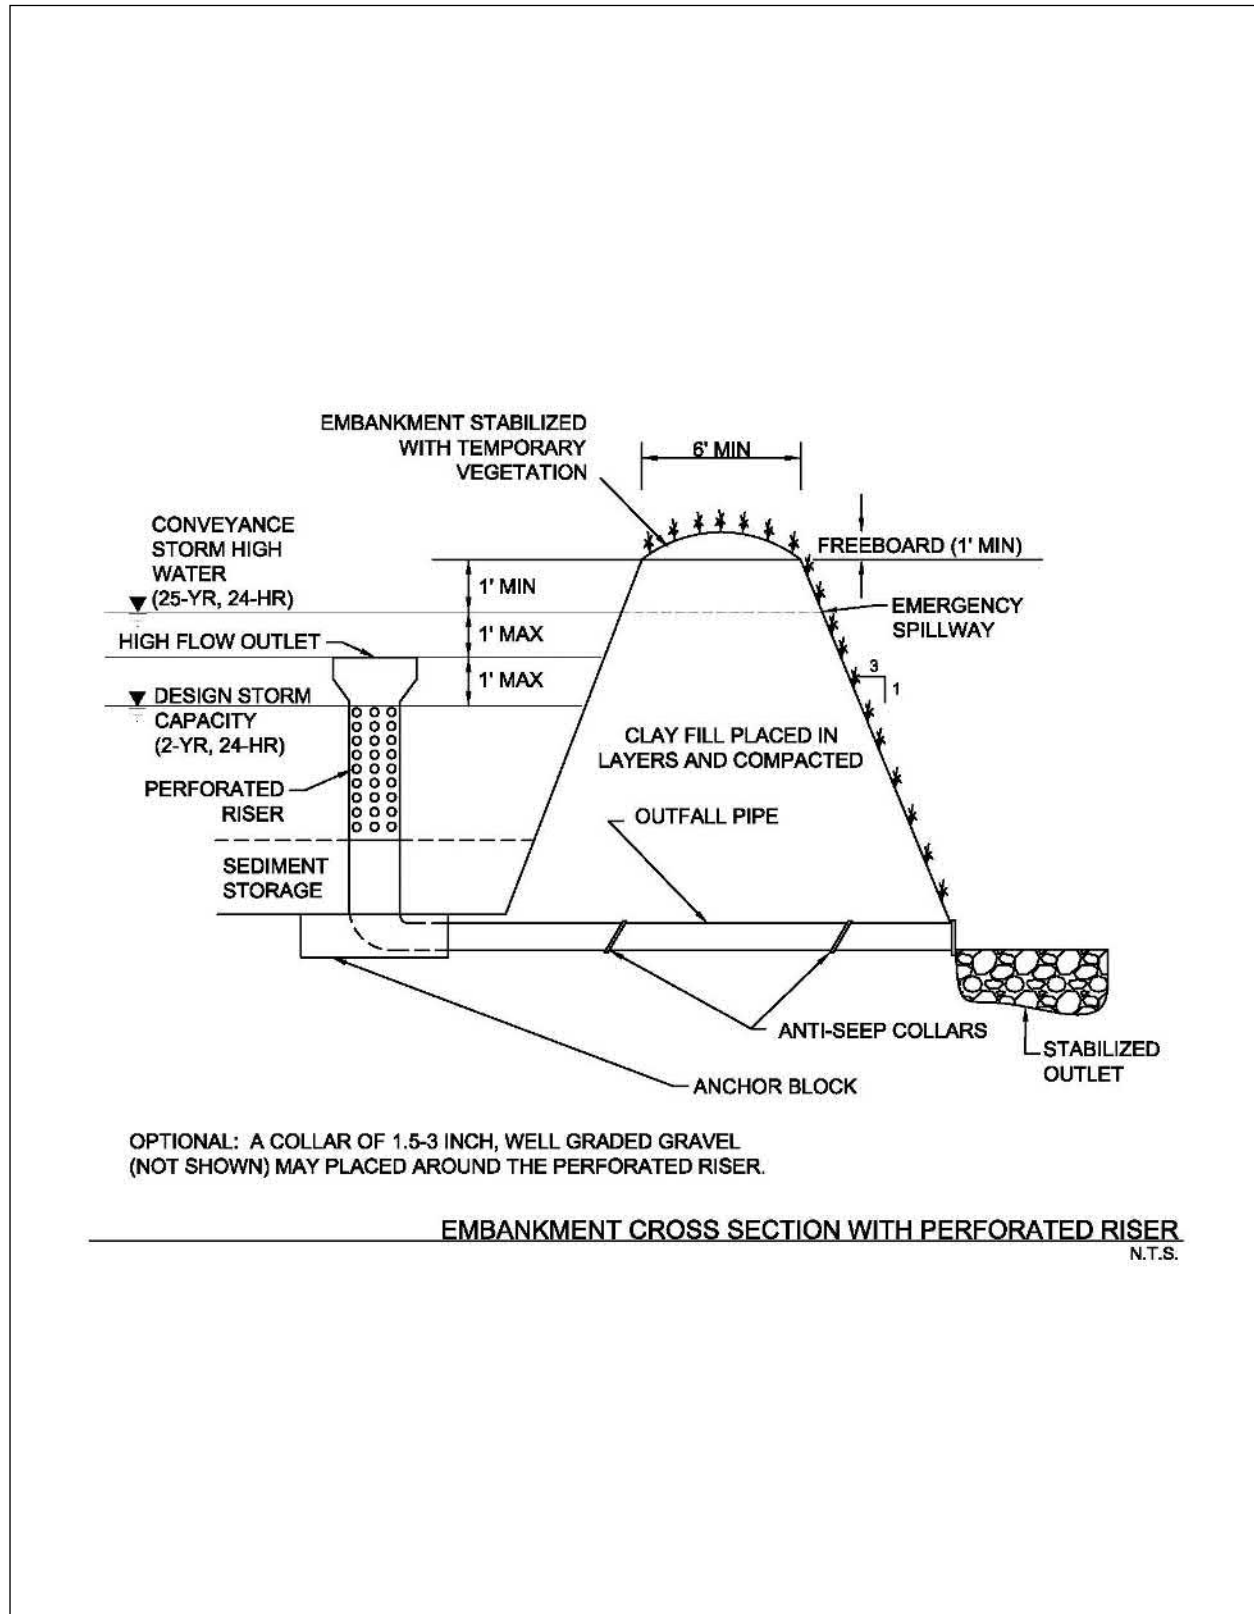 EMBANKMENT STABILIZED
WITH TEMPORARY
VEGETATION
6' MIN
CONVEYANCE
STORM HIGH
WATER
(25-YR, 24-HR)
FREEBOARD (1' MIN)
1' MIN
EMERGENCY
SPILLWAY
HIGH FLOW OUTLET
1' MAX
1' MAX
3
1
DESIGN STORM
CAPACITY
(2-YR, 24-HR)
CLAY FILL PLACED IN
LAYERS AND COMPACTED
PERFORATED
RISER
OUTFALL PIPE
SEDIMENT
STORAGE
ANTI-SEEP COLLARS
STABILIZED
OUTLET
ANCHOR BLOCK
OPTIONAL: A COLLAR OF 1.5-3 INCH, WELL GRADED GRAVEL
(NOT SHOWN) MAY PLACED AROUND THE PERFORATED RISER.
EMBANKMENT CROSS SECTION WITH PERFORATED RISER
N.T.S.